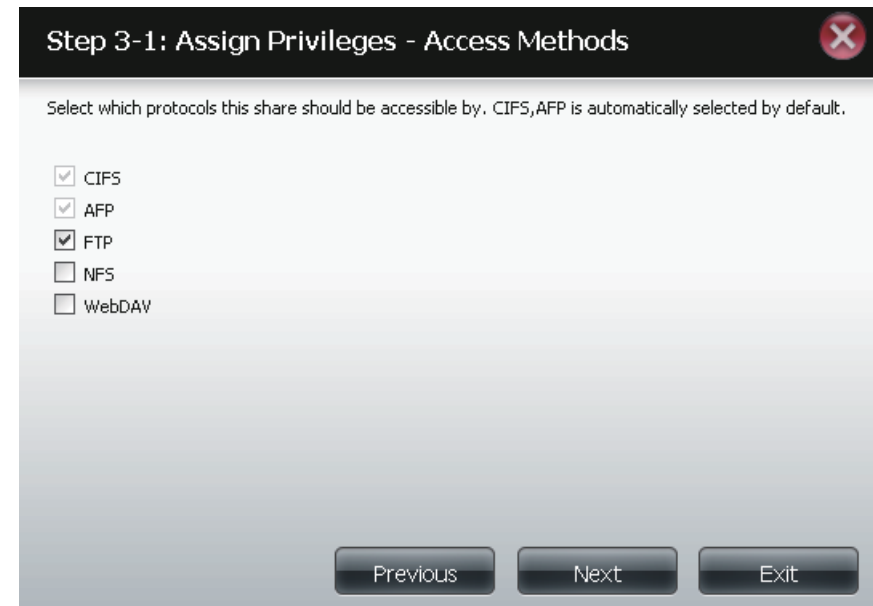 Step 3-1: Assign Privileges - Access Methods
Select which protocols this share should be accessible by. CIFS,AFP is automatically selected by default.
CIFS
AFP
FTP
NFS
WebDAV
Previous Next Exit